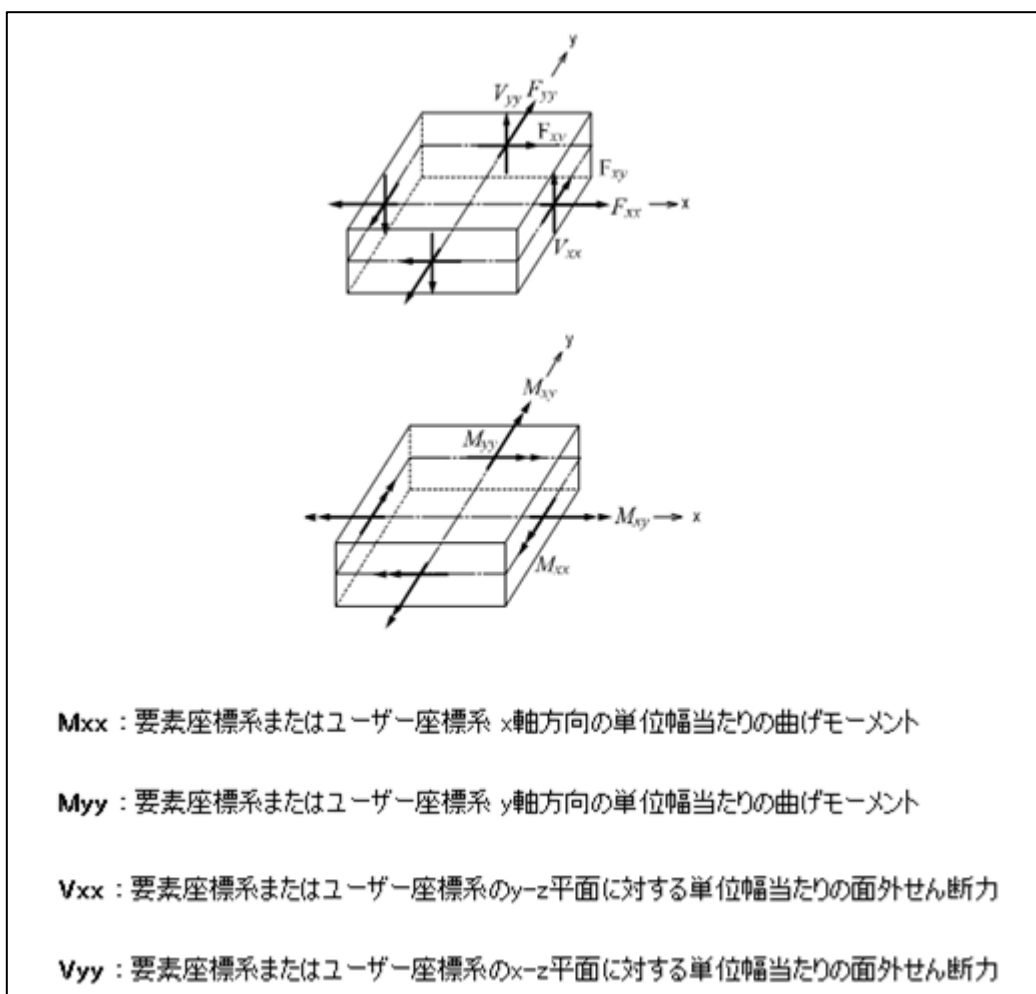 y
Vyy Fyy
Fxy
Fxy
Fxx x
Vxx
y
Mxy
Myy
Mxy x
Mxx
Mxx：要素座標系またはユーザー座標系 x軸方向の単位幅当たりの曲げモーメント
Myy：要素座標系またはユーザー座標系 y軸方向の単位幅当たりの曲げモーメント
Vxx：要素座標系またはユーザー座標系のy-z平面に対する単位幅当たりの面外せん断力
Vyy：要素座標系またはユーザー座標系のx-z平面に対する単位幅当たりの面外せん断力